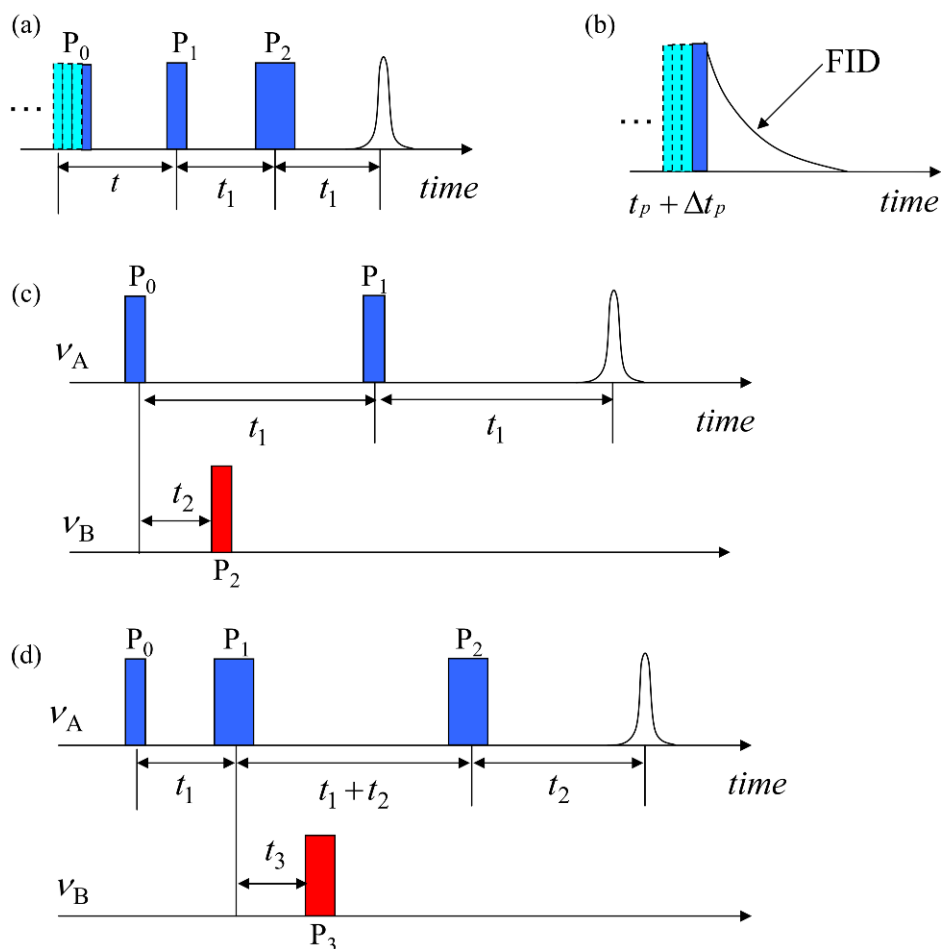 (a)
P₀ P₁ P₂
...
t t₁ t₁ time
(b)
FID
...
tₚ + Δtₚ time
(c)
P₀ P₁
νA
t₁ t₁ time
t₂
νB
P₂
(d)
P₀ P₁ P₂
νA
t₁ t₁ + t₂ t₂ time
t₃
νB
P₃